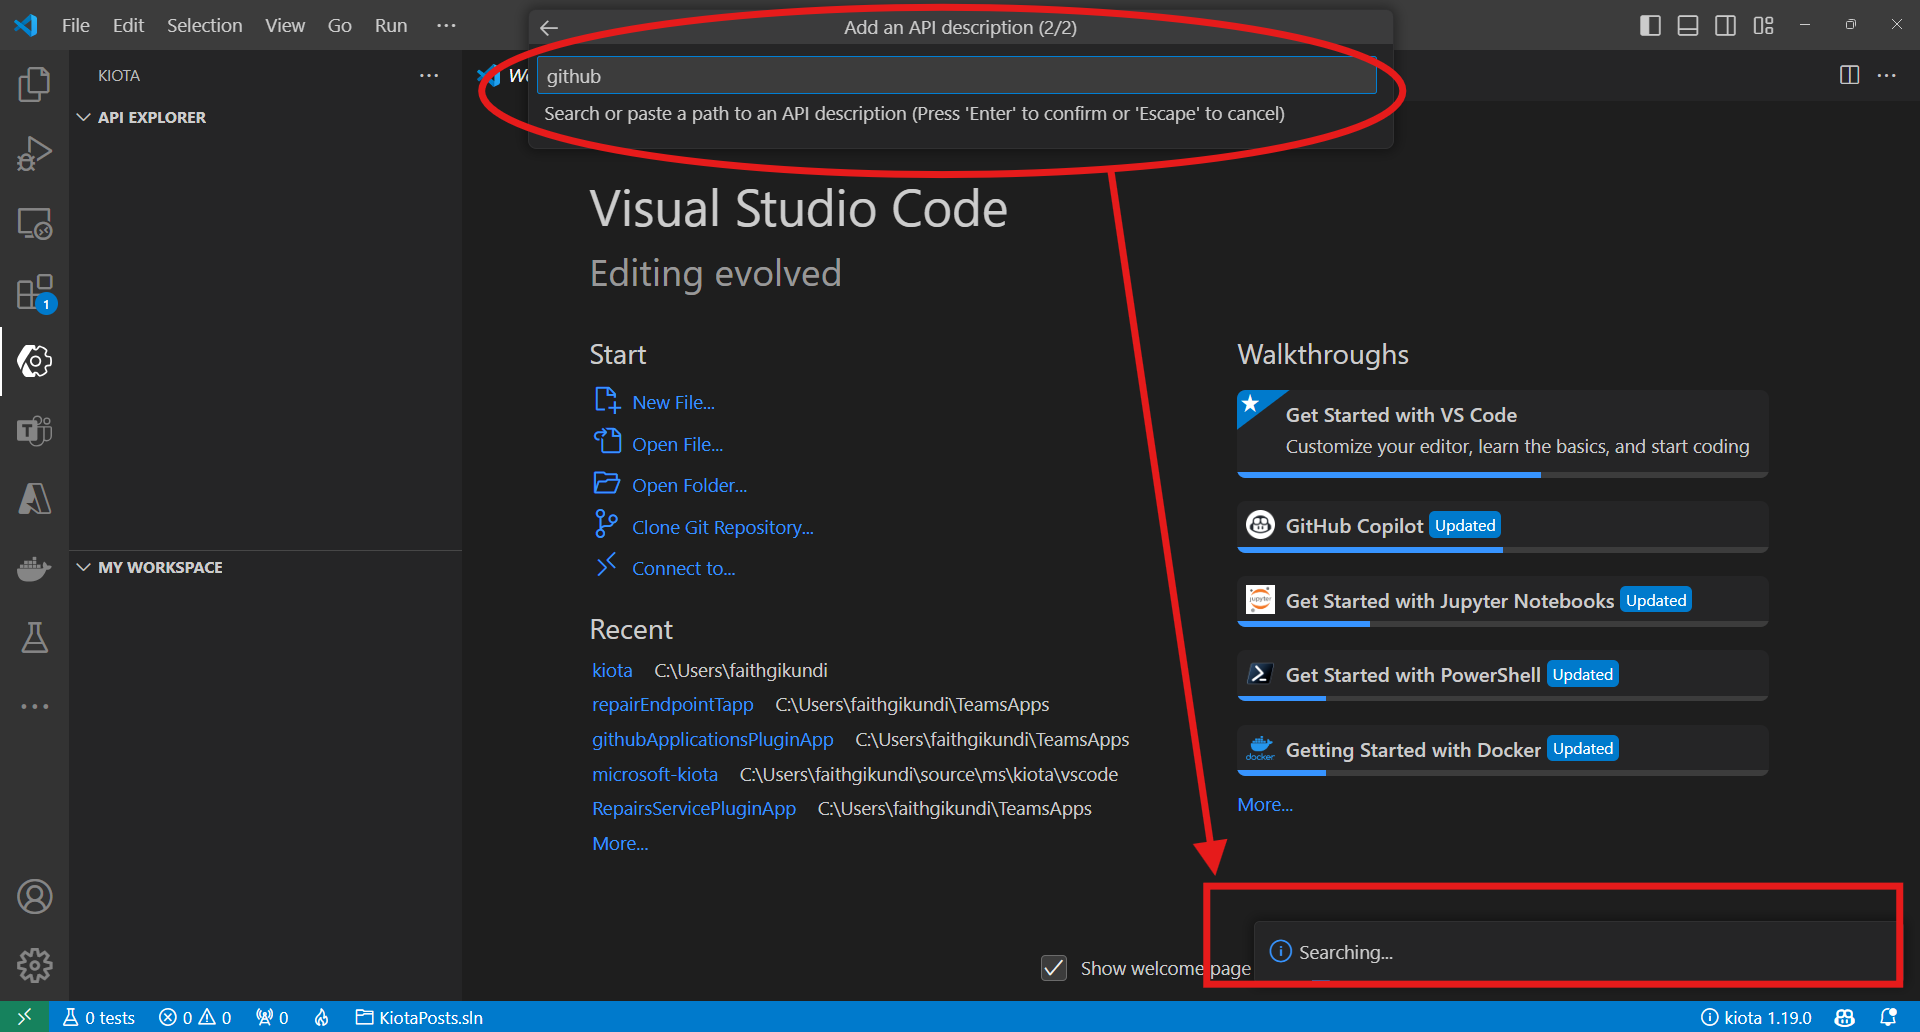 File Edit Selection View Go Run ···
Add an API description (2/2)
github
Search or paste a path to an API description (Press 'Enter' to confirm or 'Escape' to cancel)
KIOTA
API EXPLORER
MY WORKSPACE
1
Visual Studio Code
Editing evolved
Start
New File...
Open File...
Open Folder...
Clone Git Repository...
Connect to...
Recent
kiota C:\Users\faithgikundi
repairEndpointTapp C:\Users\faithgikundi\TeamsApps
githubApplicationsPluginApp C:\Users\faithgikundi\TeamsApps
microsoft-kiota C:\Users\faithgikundi\source\ms\kiota\vscode
RepairsServicePluginApp C:\Users\faithgikundi\TeamsApps
More...
Walkthroughs
Get Started with VS Code
Customize your editor, learn the basics, and start coding
GitHub Copilot Updated
jupyter
Get Started with Jupyter Notebooks Updated
Get Started with PowerShell Updated
docker
Getting Started with Docker Updated
More...
Show welcome page
Searching...
0 tests 0 0 0 KiotaPosts.sln kiota 1.19.0